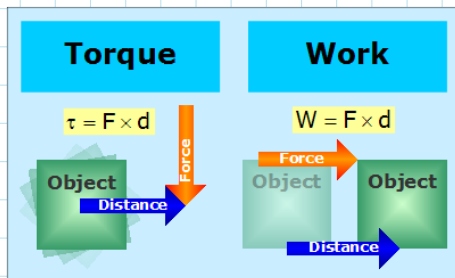 Torque
τ = F × d
Force
Object
Distance
Work
W = F × d
Force
Object
Object
Distance